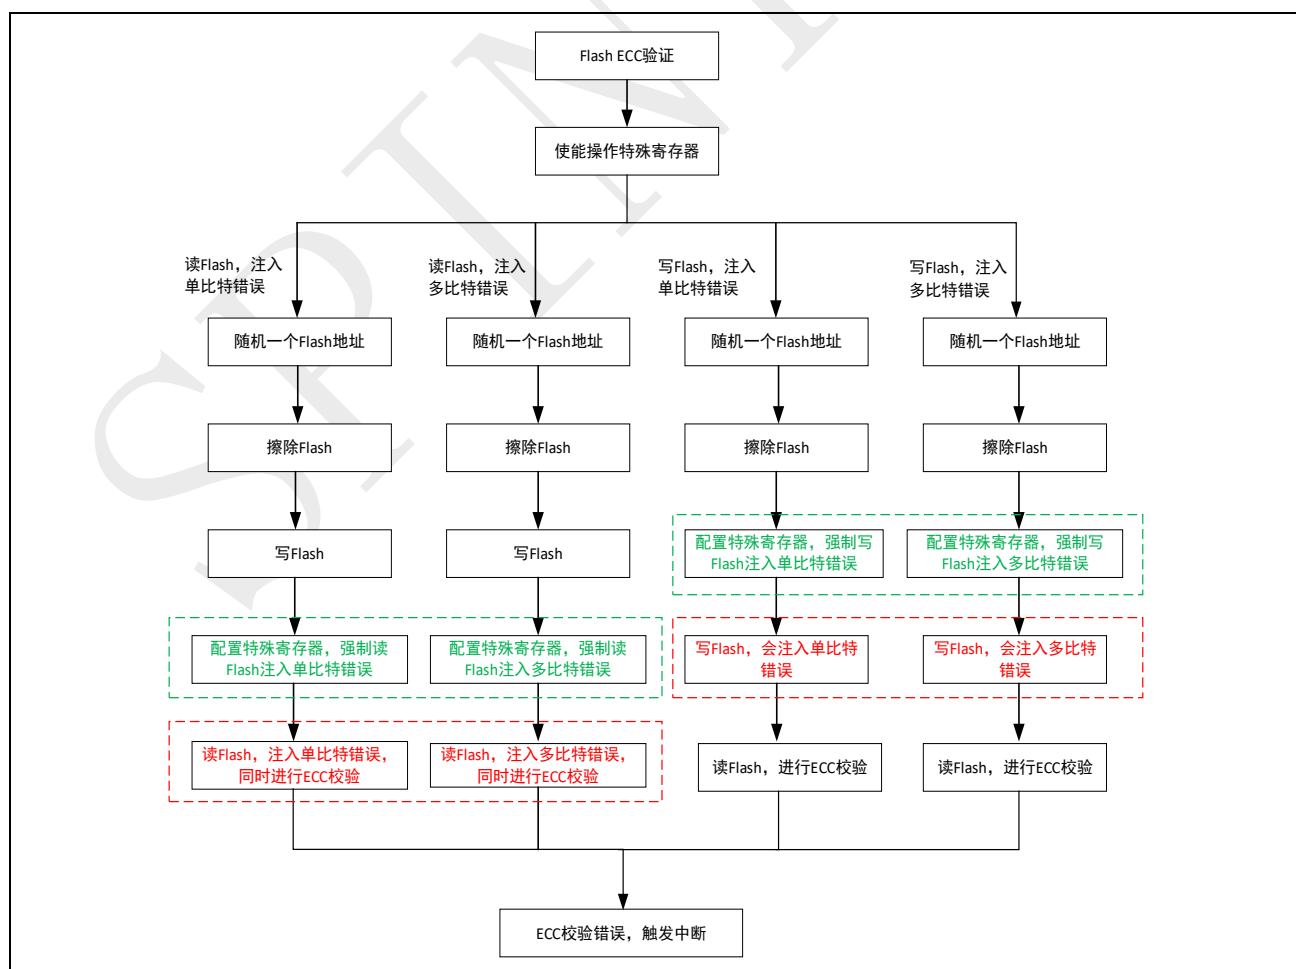 Flash ECC验证
使能操作特殊寄存器
读Flash，注入
单比特错误
读Flash，注入
多比特错误
写Flash，注入
单比特错误
写Flash，注入
多比特错误
随机一个Flash地址
随机一个Flash地址
随机一个Flash地址
随机一个Flash地址
擦除Flash
擦除Flash
擦除Flash
擦除Flash
写Flash
写Flash
配置特殊寄存器，强制写
Flash注入单比特错误
配置特殊寄存器，强制写
Flash注入多比特错误
配置特殊寄存器，强制读
Flash注入单比特错误
配置特殊寄存器，强制读
Flash注入多比特错误
写Flash，会注入单比特
错误
写Flash，会注入多比特
错误
读Flash，注入单比特错误，
同时进行ECC校验
读Flash，注入多比特错误，
同时进行ECC校验
读Flash，进行ECC校验
读Flash，进行ECC校验
ECC校验错误，触发中断